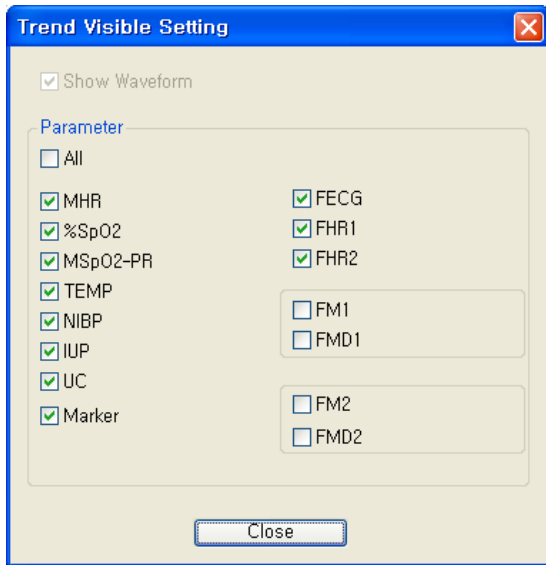 Trend Visible Setting
Show Waveform
Parameter
All
MHR
%SpO2
MSpO2-PR
TEMP
NIBP
IUP
UC
Marker
FECG
FHR1
FHR2
FM1
FMD1
FM2
FMD2
Close